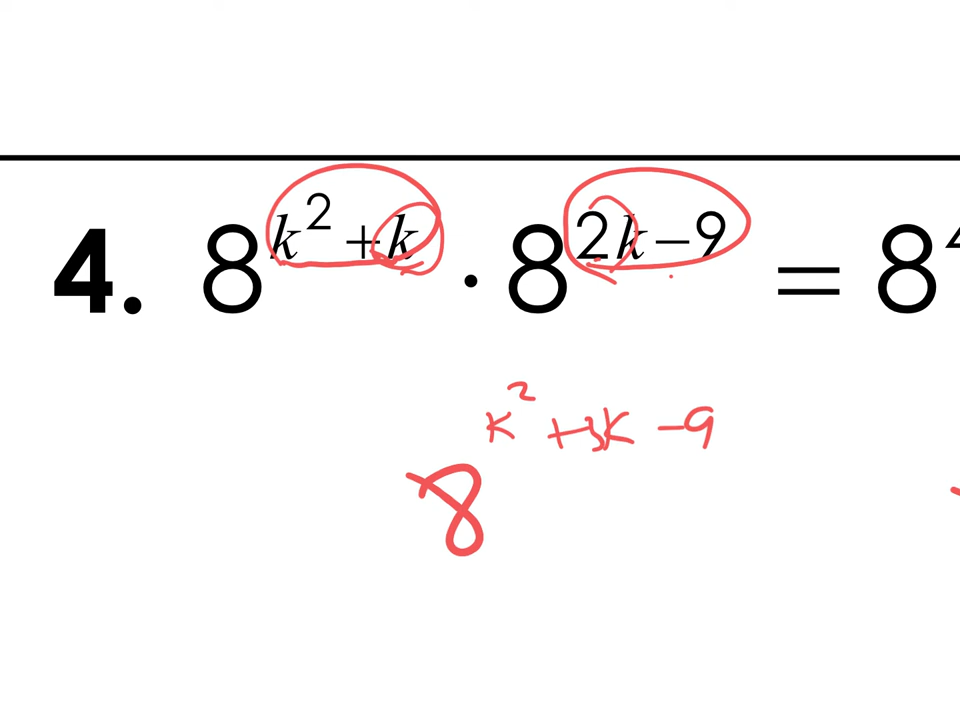 4. 8^{k² + k} · 8^{2k − 9} = 8
8^{k² + 3k − 9}